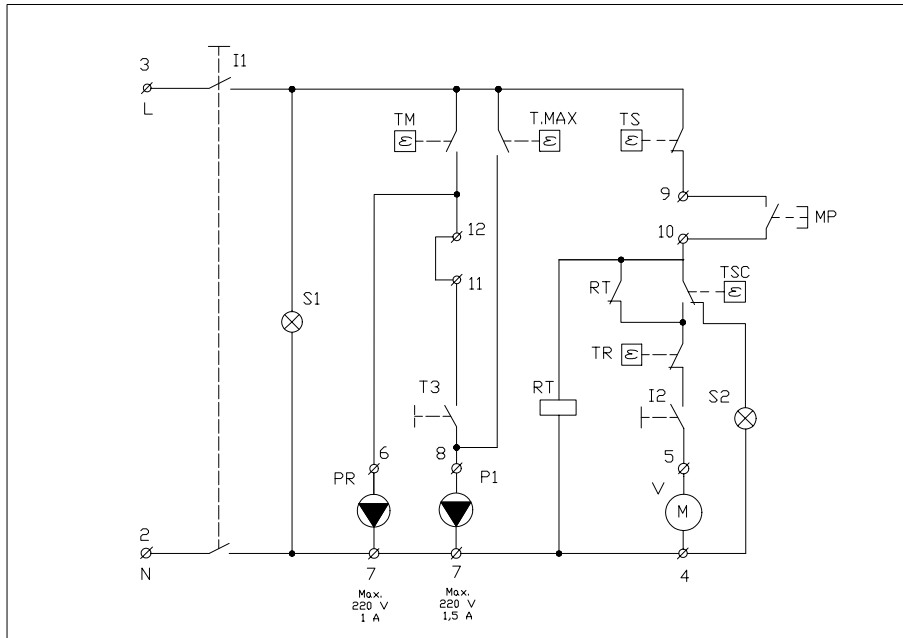 3
I1
L
TM
ε
T.MAX
ε
TS
ε
9
MP
10
12
11
RT
TSC
ε
S1
TR
ε
T3
RT
I2
S2
6
8
5
PR
P1
V
M
2
N
7
7
4
Max.
220 V
1 A
Max.
220 V
1,5 A